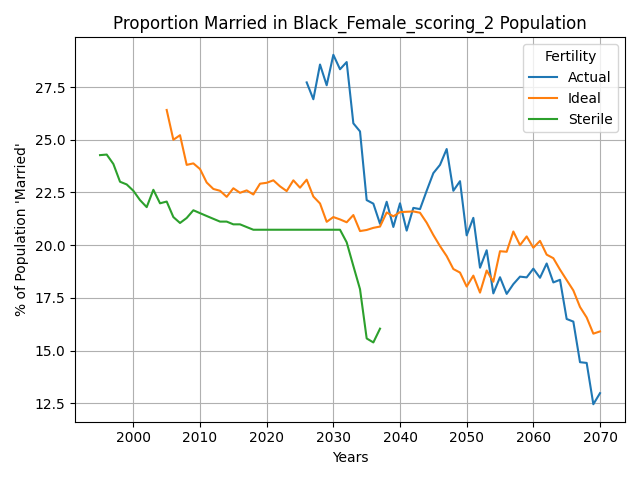 Proportion Married in Black_Female_scoring_2 Population
% of Population 'Married'
27.5
25.0
22.5
20.0
17.5
15.0
12.5
Fertility
Actual
Ideal
Sterile
2000 2010 2020 2030 2040 2050 2060 2070
Years